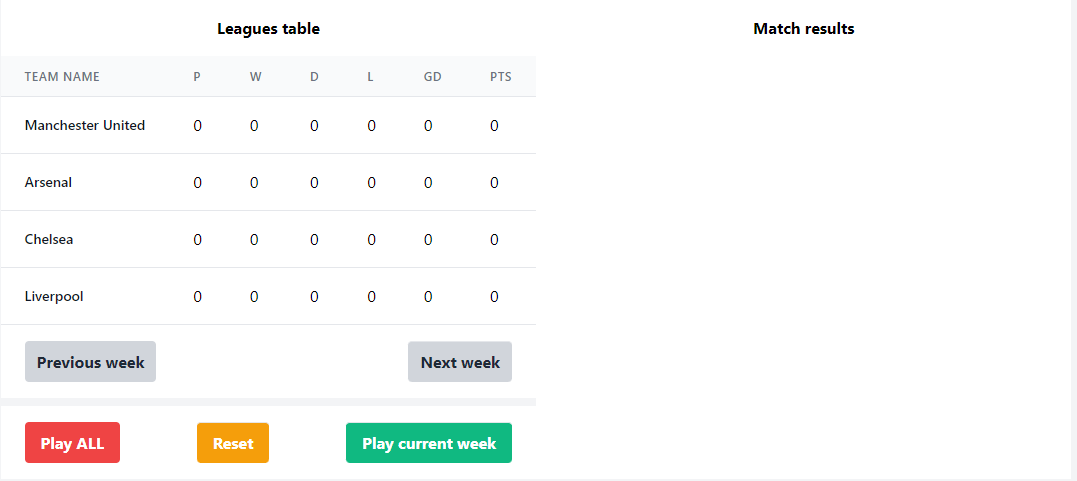 Leagues table
Match results
TEAM NAME P W D L GD PTS
Manchester United 0 0 0 0 0 0
Arsenal 0 0 0 0 0 0
Chelsea 0 0 0 0 0 0
Liverpool 0 0 0 0 0 0
Previous week Next week
Play ALL Reset Play current week